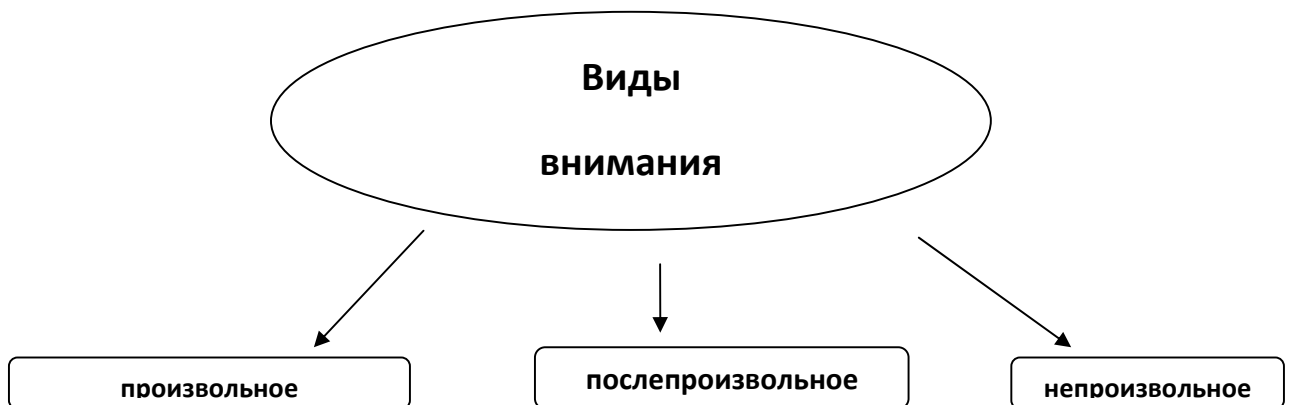 Виды
внимания
произвольное
послепроизвольное
непроизвольное